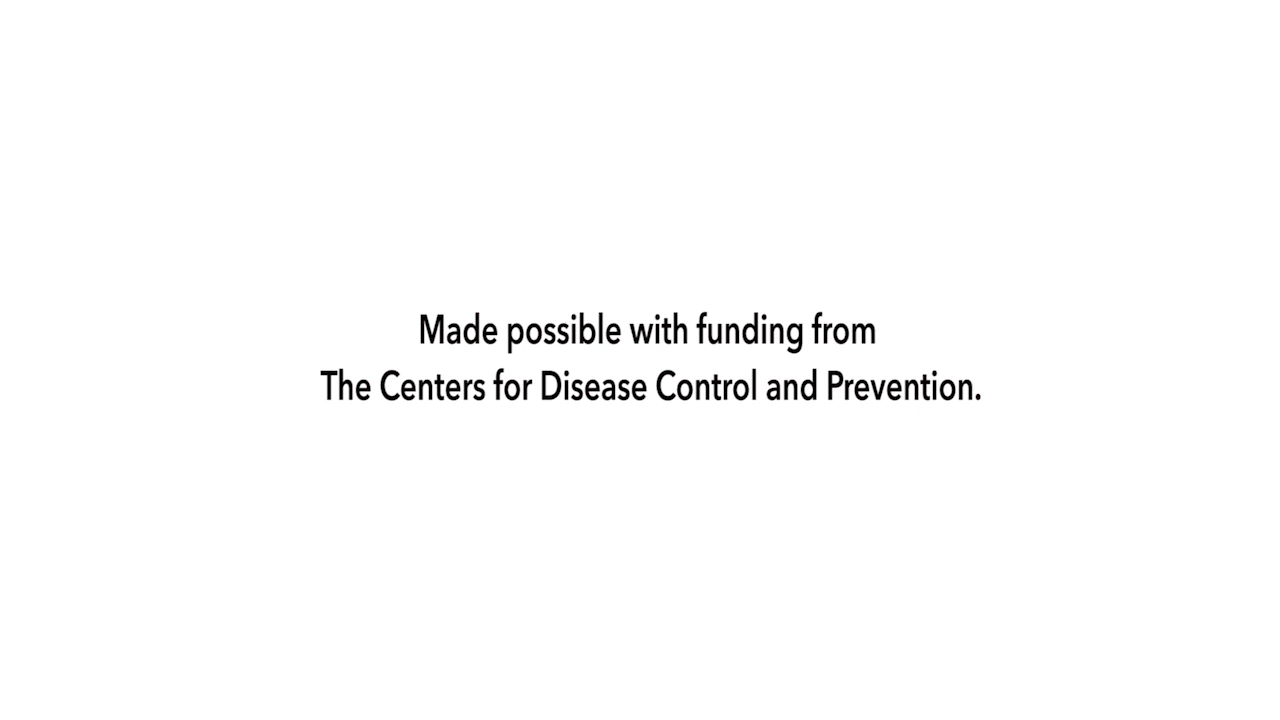 Made possible with funding from
The Centers for Disease Control and Prevention.